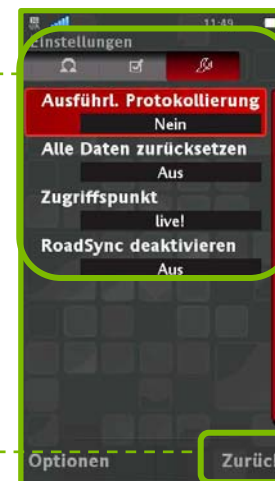 11:49
Einstellungen
Ausführl. Protokollierung
Nein
Alle Daten zurücksetzen
Aus
Zugriffspunkt
live!
RoadSync deaktivieren
Aus
Optionen Zurück